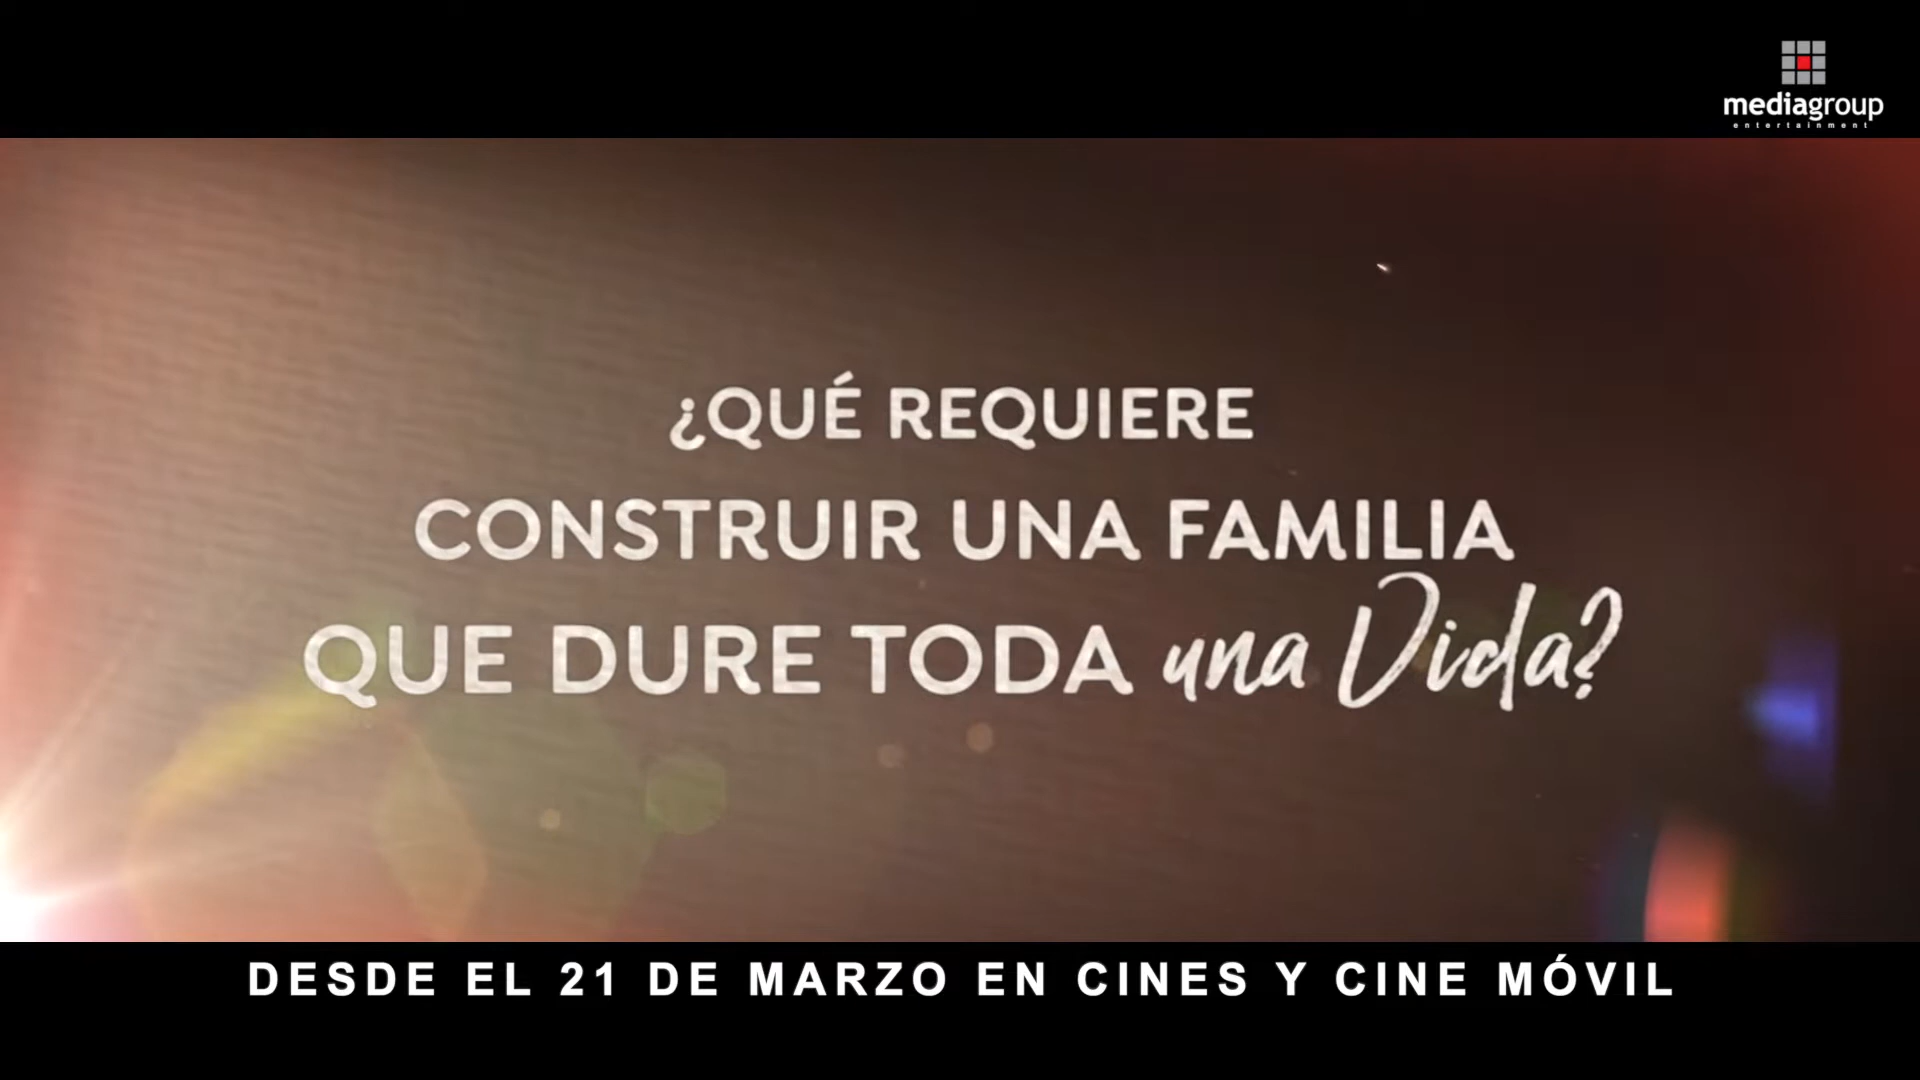 mediagroup
entertainment
¿QUÉ REQUIERE
CONSTRUIR UNA FAMILIA
QUE DURE TODA una Vida?
DESDE EL 21 DE MARZO EN CINES Y CINE MÓVIL